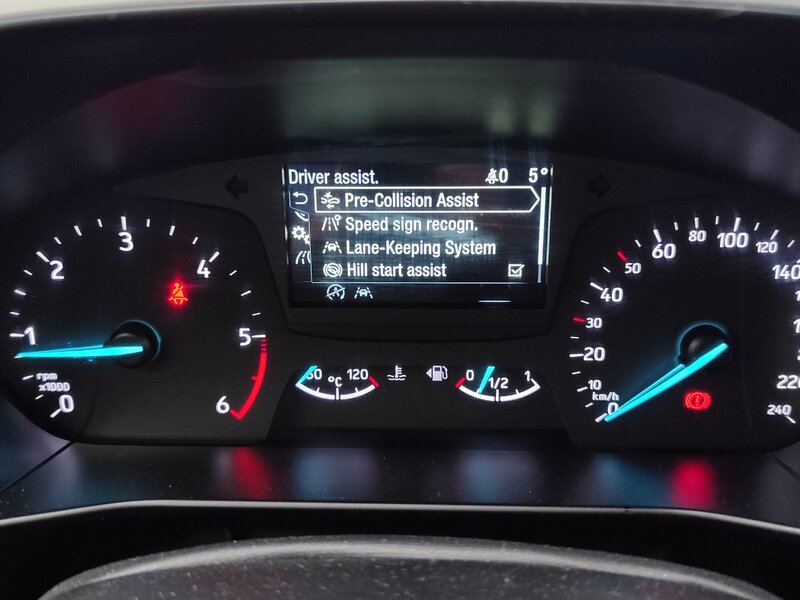 Driver assist. 0 5°
Pre-Collision Assist
Speed sign recogn.
Lane-Keeping System
Hill start assist
0
1
2
3
4
5
6
rpm
x1000
120
°C
0
1/2
1
0
10
20
30
40
50
60
80
100
120
140
220
240
km/h